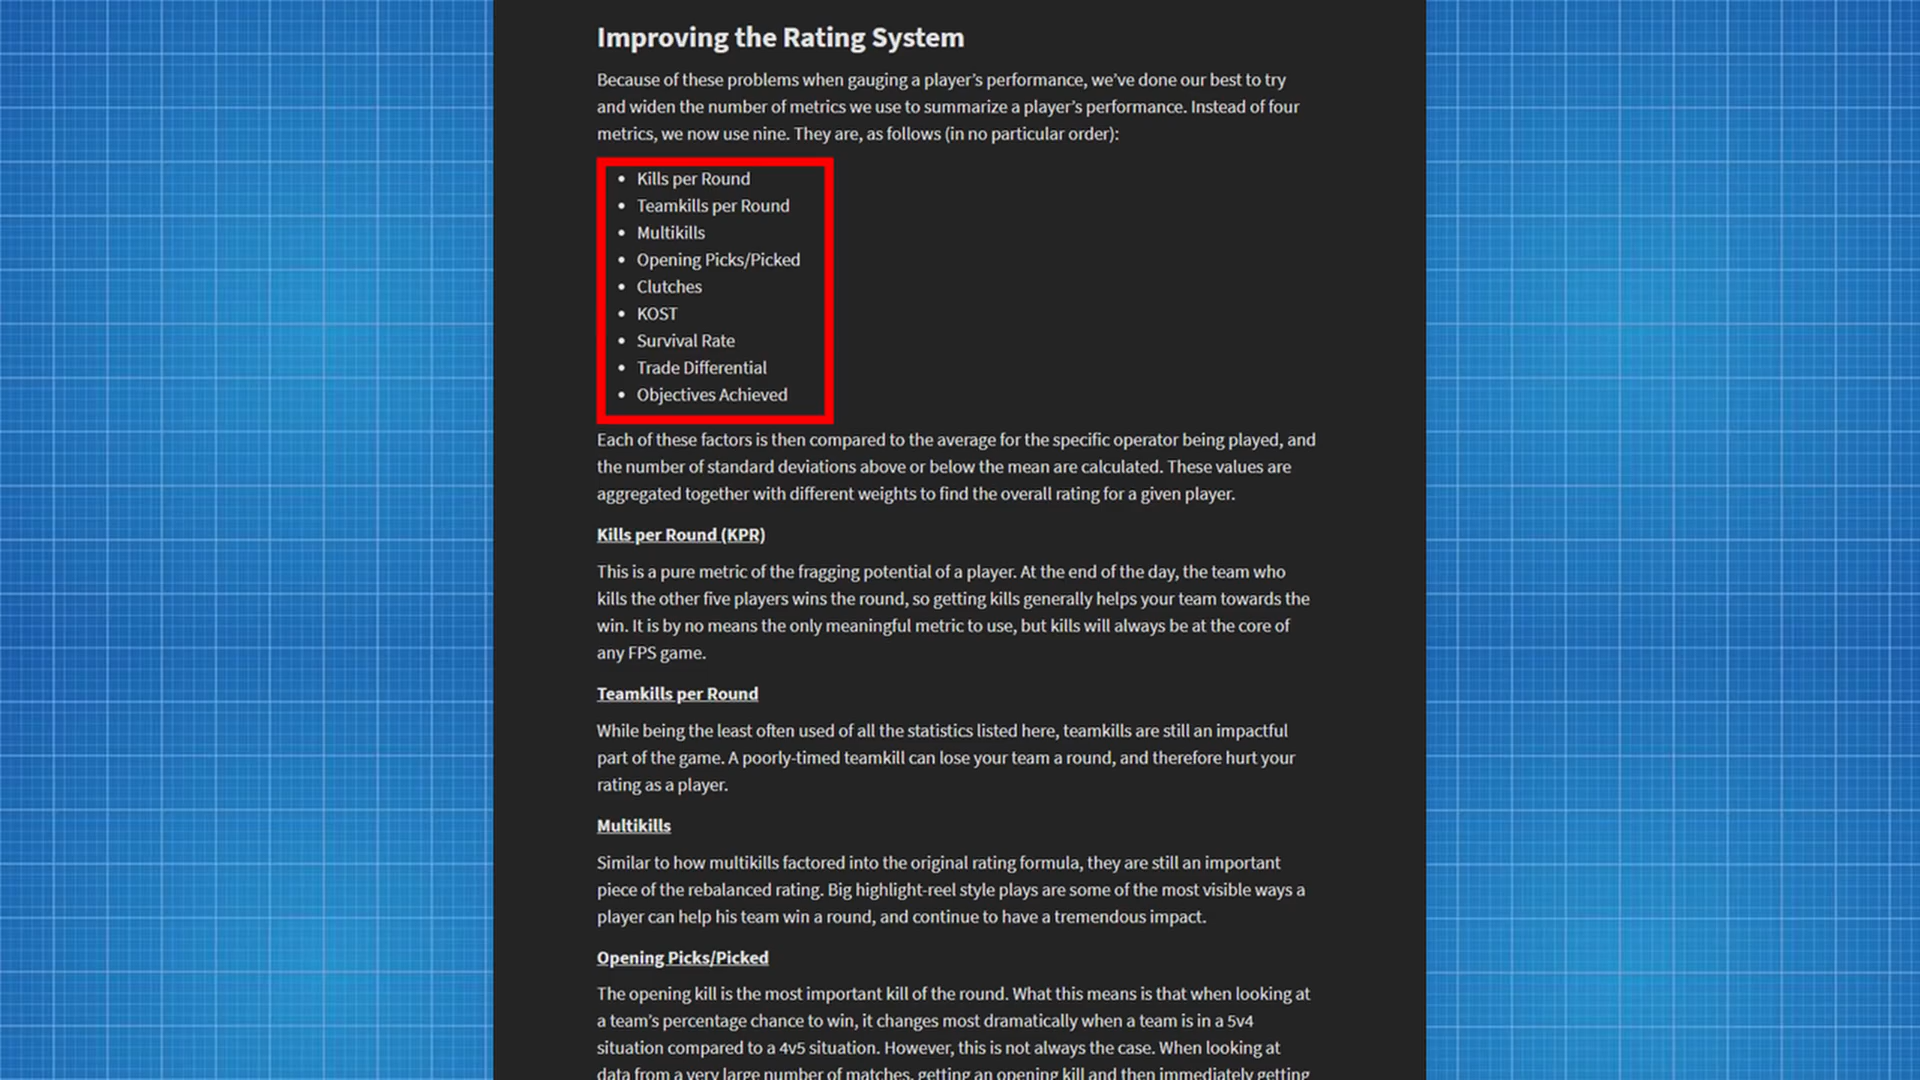 Improving the Rating System
Because of these problems when gauging a player’s performance, we’ve done our best to try
and widen the number of metrics we use to summarize a player’s performance. Instead of four
metrics, we now use nine. They are, as follows (in no particular order):
• Kills per Round
• Teamkills per Round
• Multikills
• Opening Picks/Picked
• Clutches
• KOST
• Survival Rate
• Trade Differential
• Objectives Achieved
Each of these factors is then compared to the average for the specific operator being played, and
the number of standard deviations above or below the mean are calculated. These values are
aggregated together with different weights to find the overall rating for a given player.
Kills per Round (KPR)
This is a pure metric of the fragging potential of a player. At the end of the day, the team who
kills the other five players wins the round, so getting kills generally helps your team towards the
win. It is by no means the only meaningful metric to use, but kills will always be at the core of
any FPS game.
Teamkills per Round
While being the least often used of all the statistics listed here, teamkills are still an impactful
part of the game. A poorly-timed teamkill can lose your team a round, and therefore hurt your
rating as a player.
Multikills
Similar to how multikills factored into the original rating formula, they are still an important
piece of the rebalanced rating. Big highlight-reel style plays are some of the most visible ways a
player can help his team win a round, and continue to have a tremendous impact.
Opening Picks/Picked
The opening kill is the most important kill of the round. What this means is that when looking at
a team’s percentage chance to win, it changes most dramatically when a team is in a 5v4
situation compared to a 4v5 situation. However, this is not always the case. When looking at
data from a very large number of matches, getting an opening kill and then immediately getting